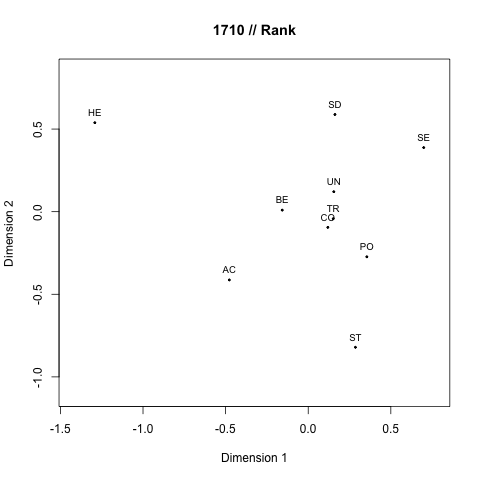 1710 // Rank
HE
SD
SE
UN
BE
TR
CO
PO
AC
ST
Dimension 2
0.5
0.0
-0.5
-1.0
-1.5
-1.0
-0.5
0.0
0.5
Dimension 1